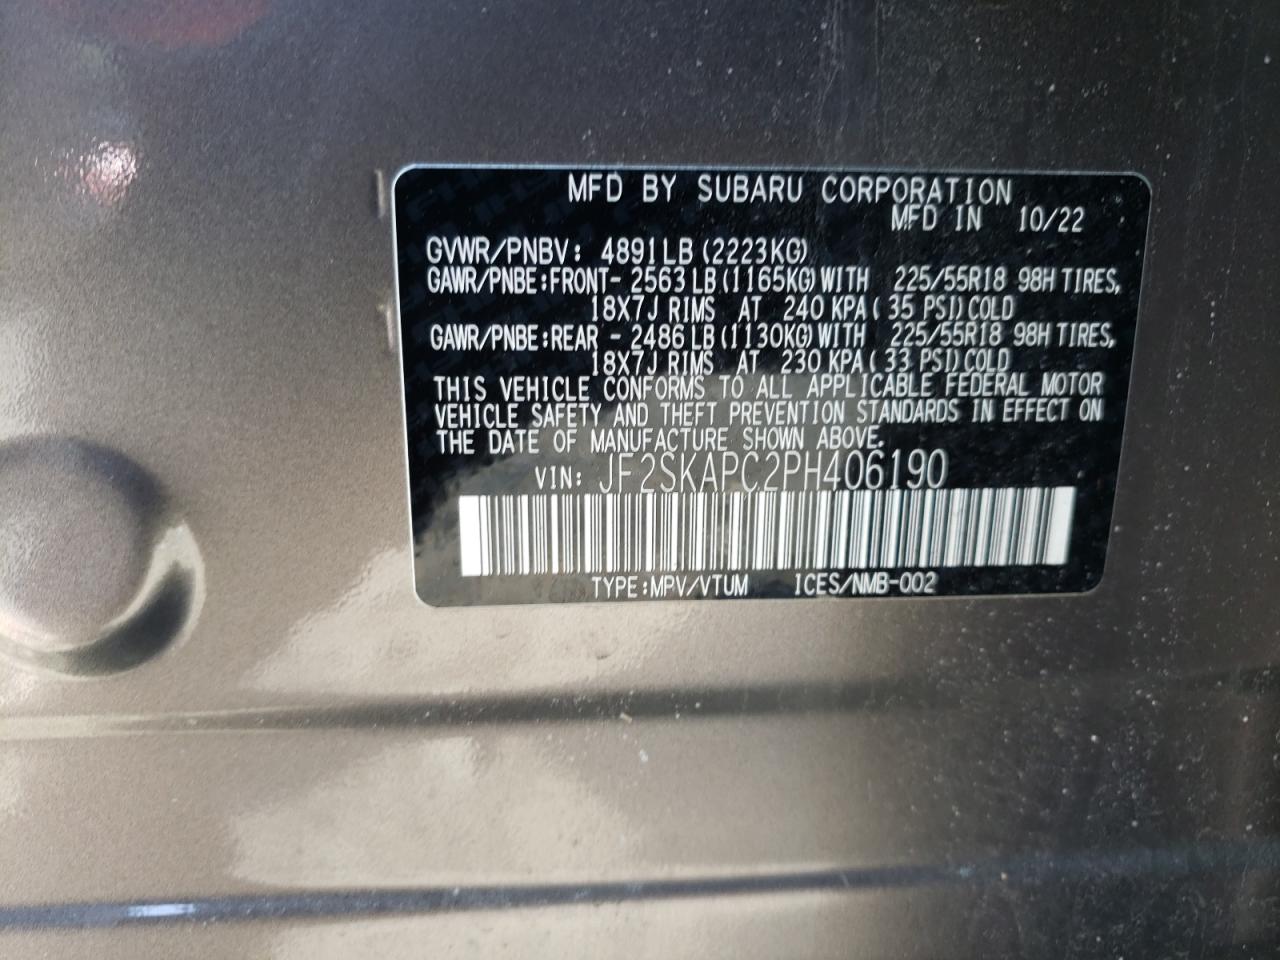 MFD BY SUBARU CORPORATION
MFD IN 10/22
GVWR/PNBV: 4891LB (2223KG)
GAWR/PNBE:FRONT- 2563LB (1165KG) WITH 225/55R18 98H TIRES,
18X7J RIMS AT 240 KPA ( 35 PSI) COLD
GAWR/PNBE:REAR - 2486LB (1130KG) WITH 225/55R18 98H TIRES,
18X7J RIMS AT 230 KPA ( 33 PSI) COLD
THIS VEHICLE CONFORMS TO ALL APPLICABLE FEDERAL MOTOR
VEHICLE SAFETY AND THEFT PREVENTION STANDARDS IN EFFECT ON
THE DATE OF MANUFACTURE SHOWN ABOVE.
VIN: JF2SKAPC2PH406190
TYPE:MPV/VTUM ICES/NMB-002